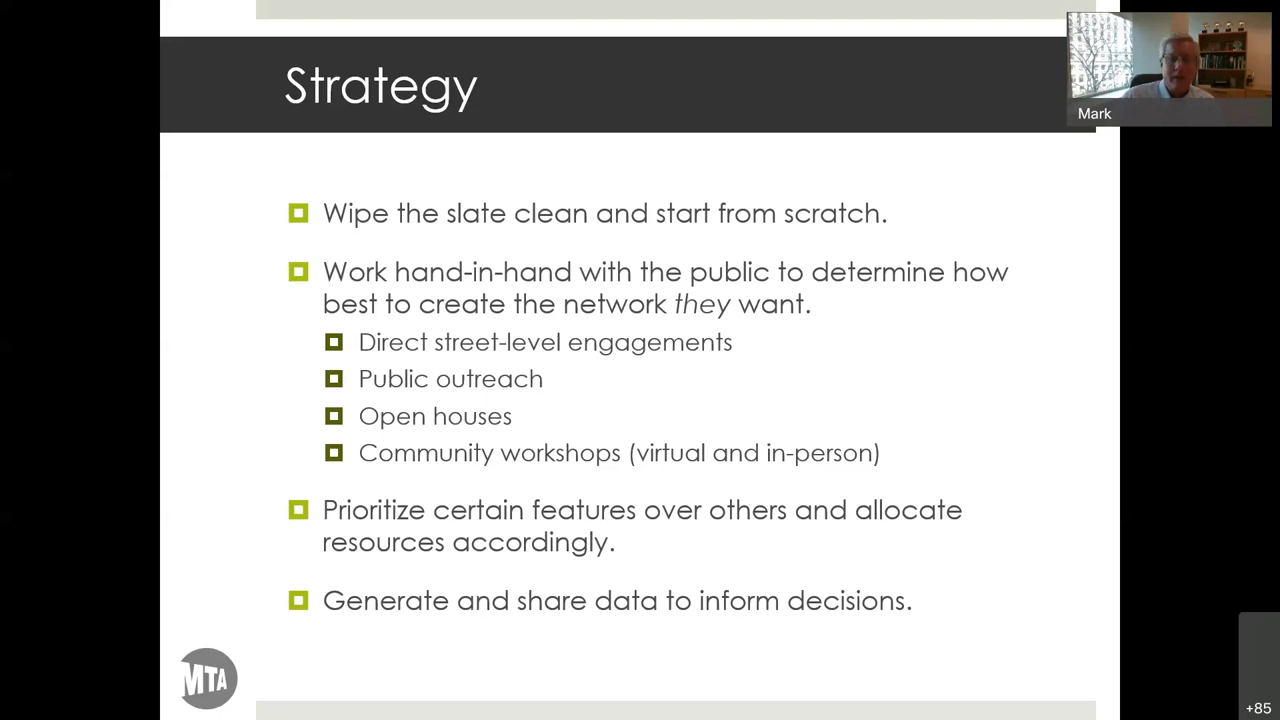 Strategy
Mark
Wipe the slate clean and start from scratch.
Work hand-in-hand with the public to determine how
best to create the network they want.
Direct street-level engagements
Public outreach
Open houses
Community workshops (virtual and in-person)
Prioritize certain features over others and allocate
resources accordingly.
Generate and share data to inform decisions.
MTA
+85